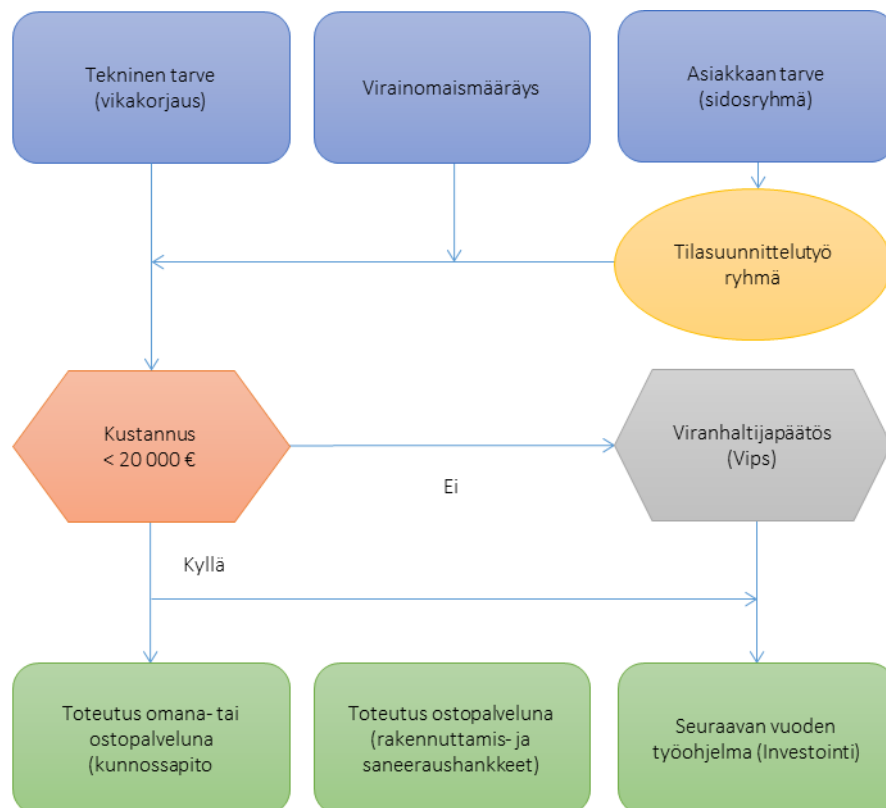 Tekninen tarve
(vikakorjaus)
Virainomaismääräys
Asiakkaan tarve
(sidosryhmä)
Tilasuunnittelutyö
ryhmä
Kustannus
< 20 000 €
Viranhaltijapäätös
(Vips)
Ei
Kyllä
Toteutus omana- tai
ostopalveluna
(kunnossapito
Toteutus ostopalveluna
(rakennuttamis- ja
saneeraushankkeet)
Seuraavan vuoden
työohjelma (Investointi)